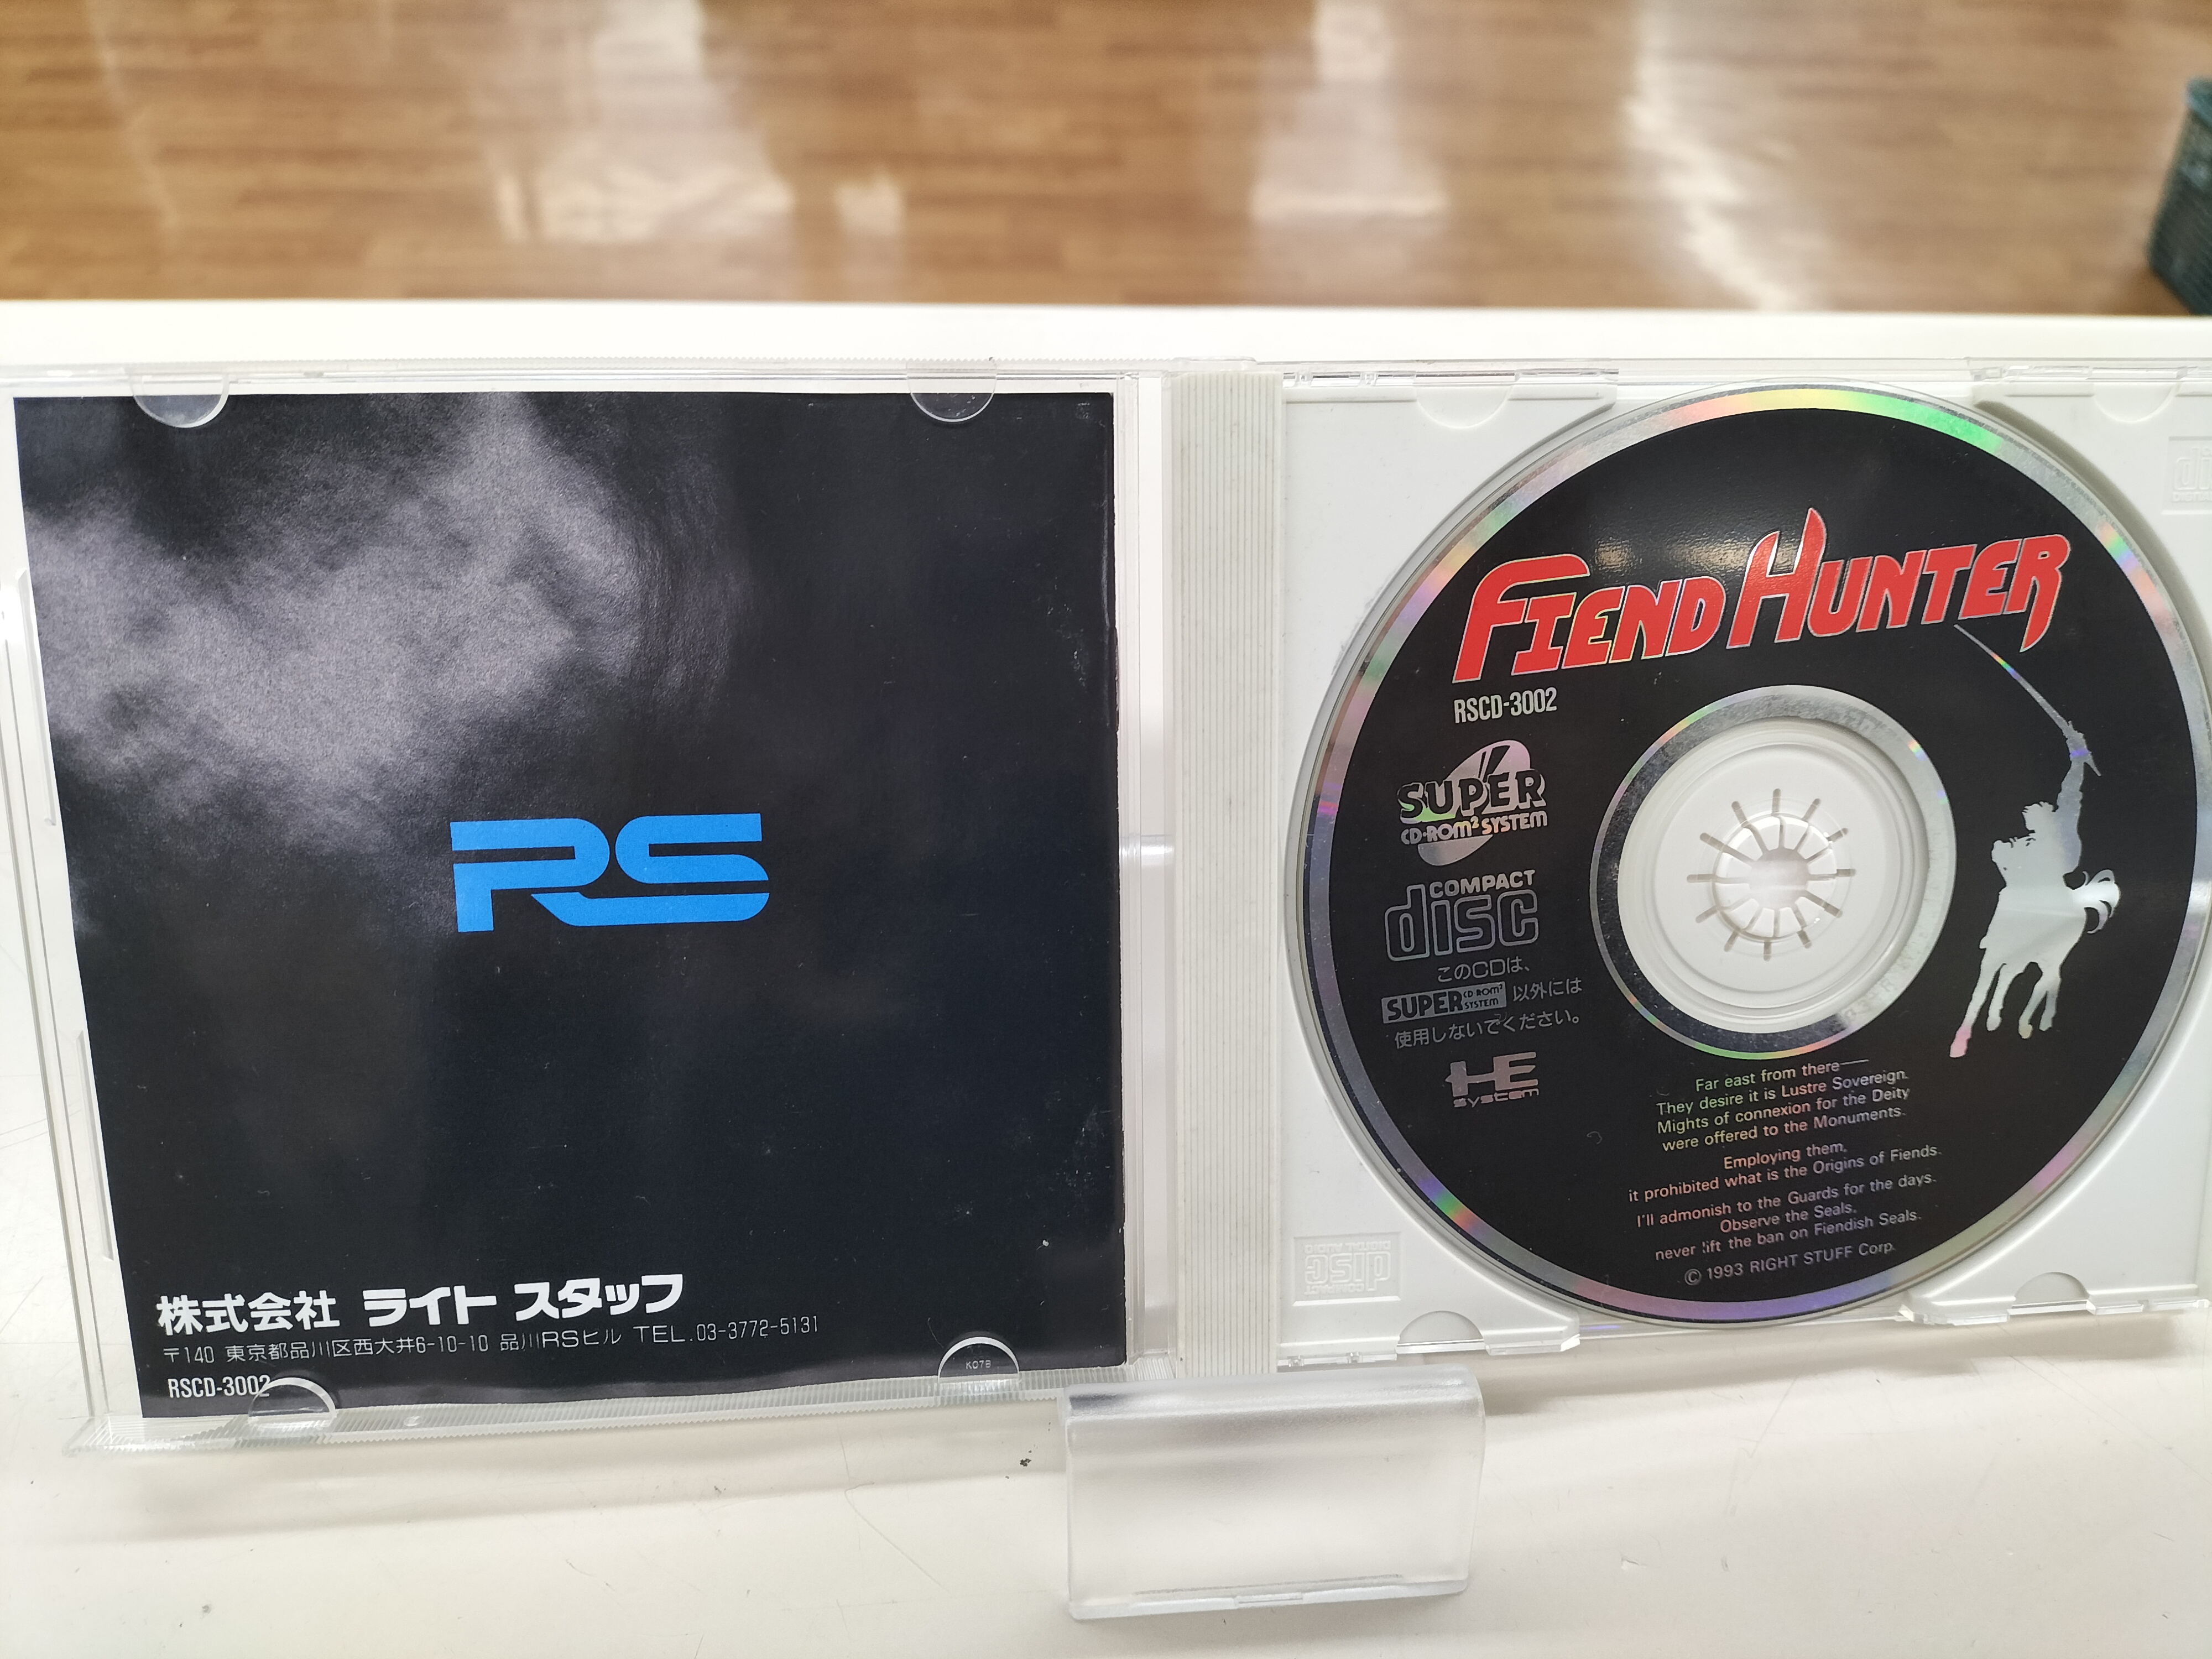 RS
株式会社 ライト スタッフ
〒140 東京都品川区西大井6-10-10 品川RSビル TEL.03-3772-5131
RSCD-3002
K07B
FIEND HUNTER
RSCD-3002
SUPER
CD-ROM² SYSTEM
COMPACT
disc
このCDは、
SUPER CD-ROM² SYSTEM 以外には
使用しないでください。
HE
system
Far east from there—
They desire it is Lustre Sovereign.
Mights of connexion for the Deity
were offered to the Monuments.
Employing them,
it prohibited what is the Origins of Fiends.
I'll admonish to the Guards for the days.
Observe the Seals,
never lift the ban on Fiendish Seals.
© 1993 RIGHT STUFF Corp.
COMPACT
disc
DIGITAL AUDIO